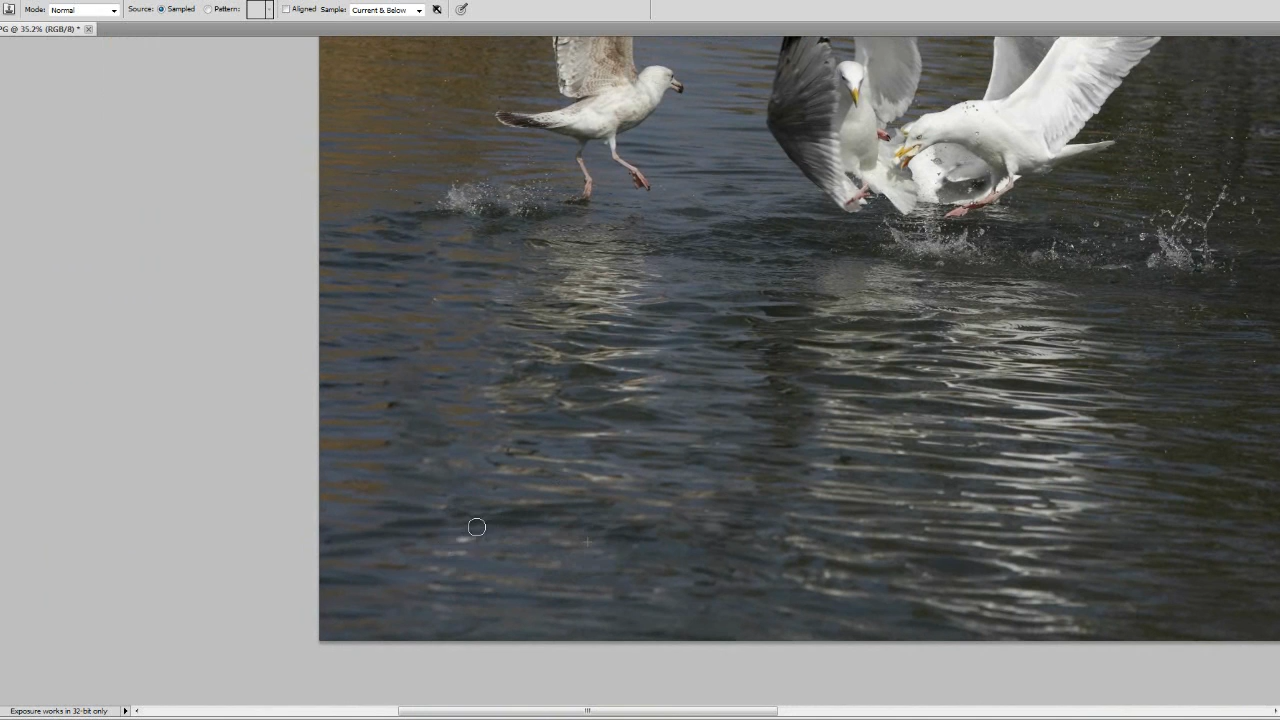 Mode: Normal Source: Sampled Pattern: Aligned Sample: Current & Below
PG @ 35.2% (RGB/8) *
Exposure works in 32-bit only